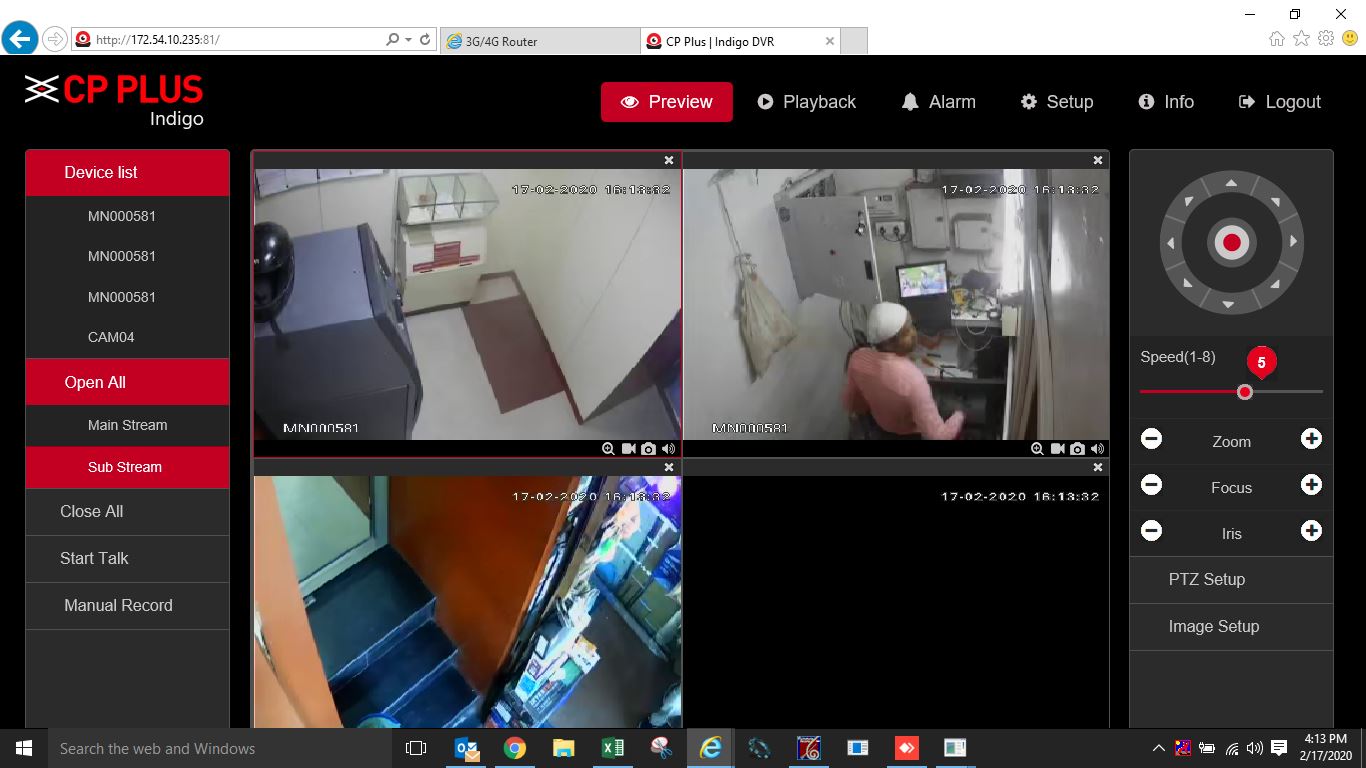 http://172.54.10.235:81/
3G/4G Router
CP Plus | Indigo DVR
CP PLUS
Indigo
Preview
Playback
Alarm
Setup
Info
Logout
Device list
MN000581
MN000581
MN000581
CAM04
Open All
Main Stream
Sub Stream
Close All
Start Talk
Manual Record
17-02-2020 16:13:32
MN000581
17-02-2020 16:13:32
MN000581
17-02-2020 16:13:32
17-02-2020 16:13:32
Speed(1-8)
5
Zoom
Focus
Iris
PTZ Setup
Image Setup
Search the web and Windows
4:13 PM
2/17/2020